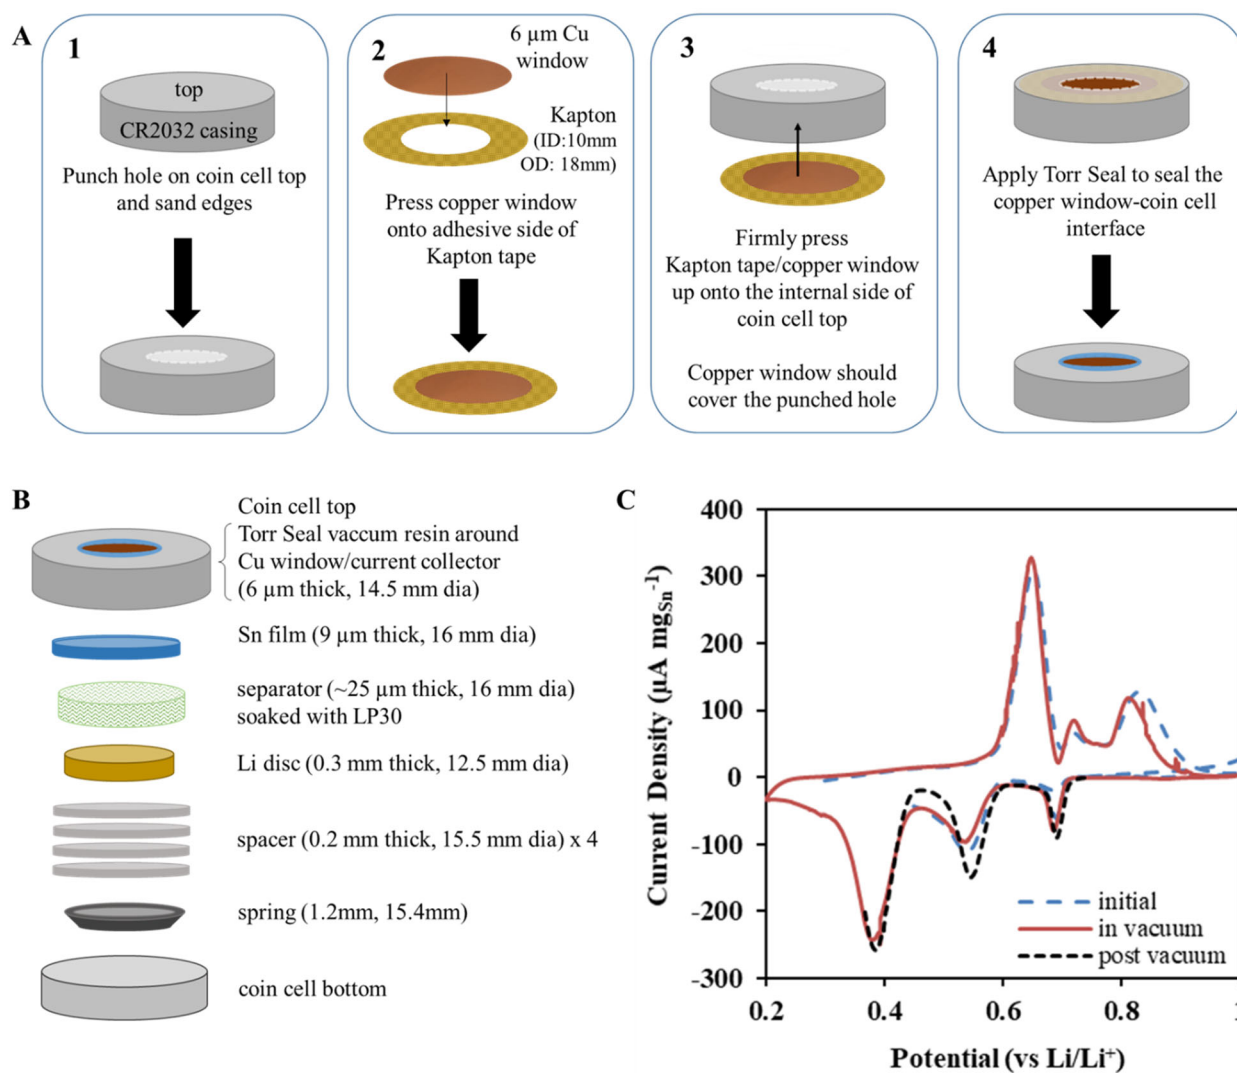 A
1
top
CR2032 casing
Punch hole on coin cell top
and sand edges
2
6 µm Cu
window
Kapton
(ID:10mm
OD: 18mm)
Press copper window
onto adhesive side of
Kapton tape
3
Firmly press
Kapton tape/copper window
up onto the internal side of
coin cell top
Copper window should
cover the punched hole
4
Apply Torr Seal to seal the
copper window-coin cell
interface
B
Coin cell top
Torr Seal vaccum resin around
Cu window/current collector
(6 µm thick, 14.5 mm dia)
Sn film (9 µm thick, 16 mm dia)
separator (~25 µm thick, 16 mm dia)
soaked with LP30
Li disc (0.3 mm thick, 12.5 mm dia)
spacer (0.2 mm thick, 15.5 mm dia) x 4
spring (1.2mm, 15.4mm)
coin cell bottom
C
Current Density (µA mgSn-1)
400
300
200
100
0
-100
-200
-300
initial
in vacuum
post vacuum
0.2
0.4
0.6
0.8
1
Potential (vs Li/Li+)